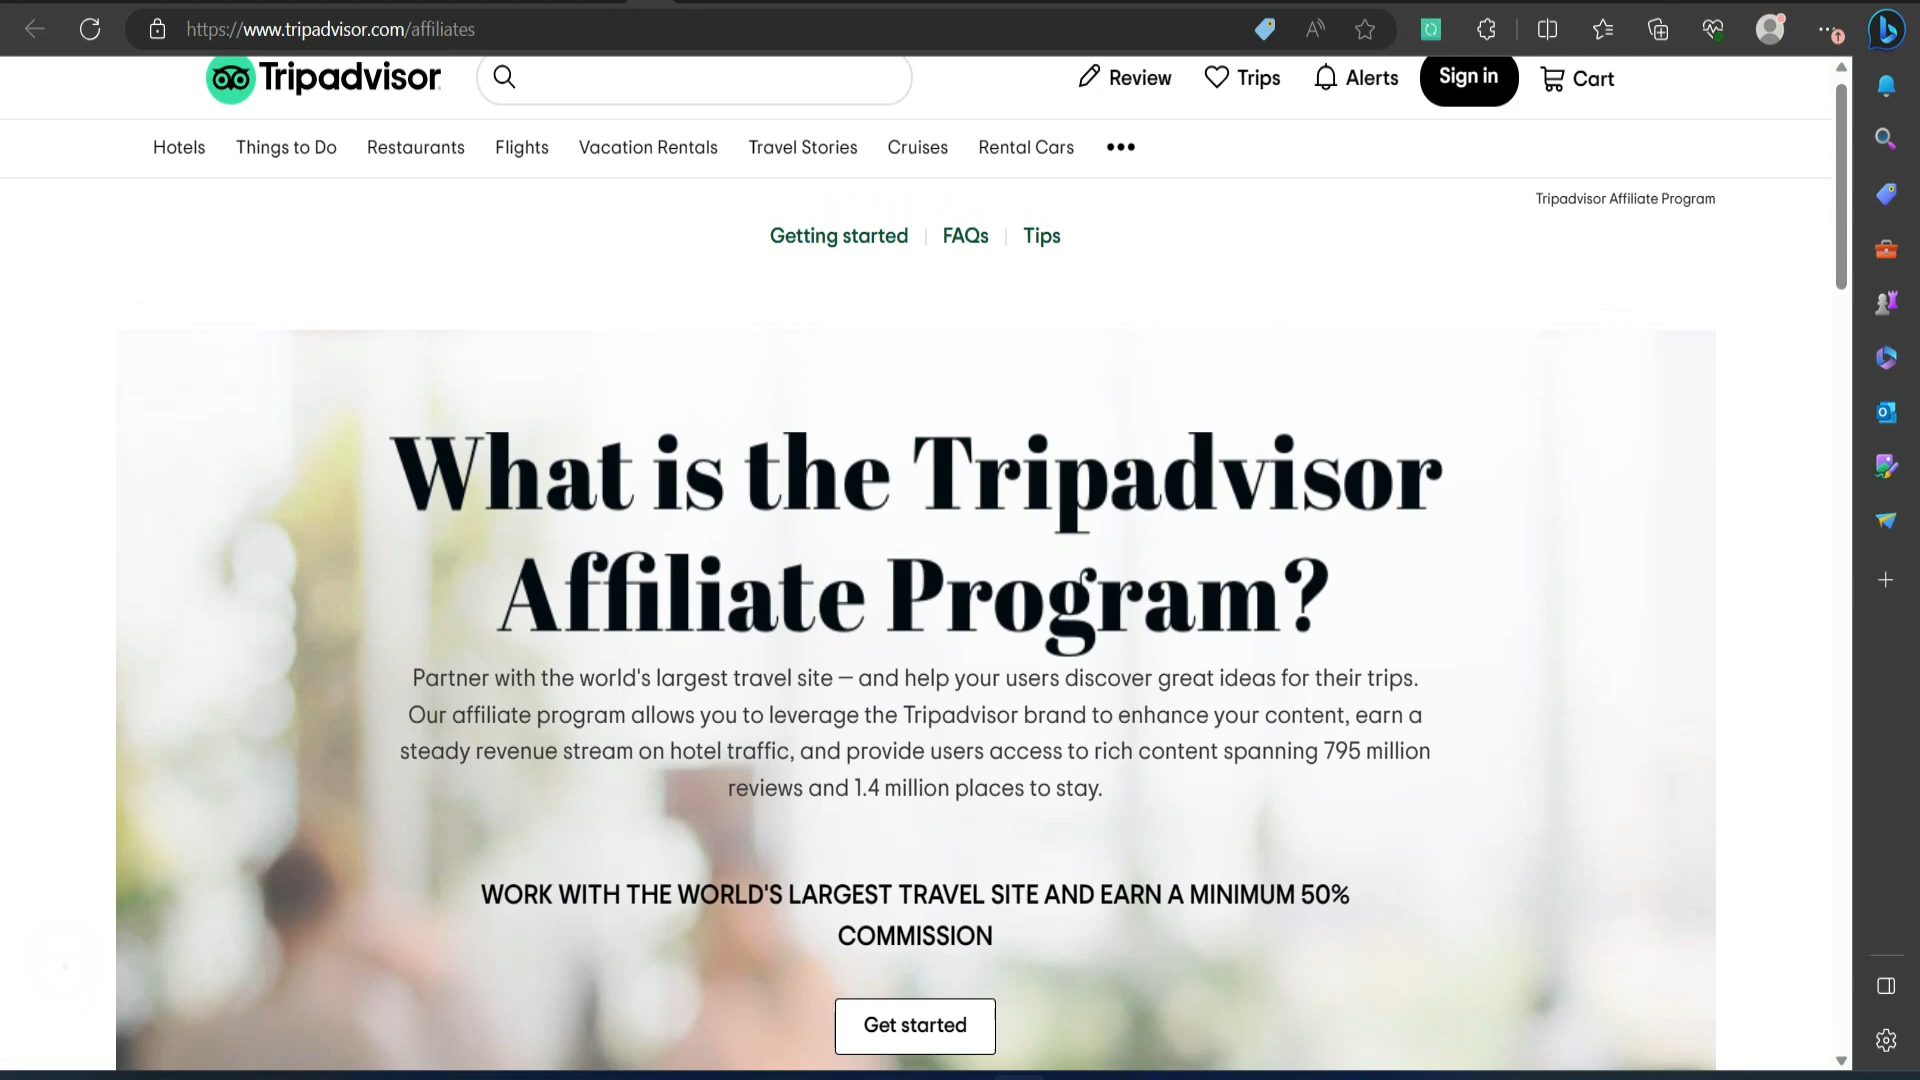 https://www.tripadvisor.com/affiliates
Tripadvisor
Review
Trips
Alerts
Sign in
Cart
Hotels
Things to Do
Restaurants
Flights
Vacation Rentals
Travel Stories
Cruises
Rental Cars
Tripadvisor Affiliate Program
Getting started
FAQs
Tips
What is the Tripadvisor
Affiliate Program?
Partner with the world's largest travel site — and help your users discover great ideas for their trips.
Our affiliate program allows you to leverage the Tripadvisor brand to enhance your content, earn a
steady revenue stream on hotel traffic, and provide users access to rich content spanning 795 million
reviews and 1.4 million places to stay.
WORK WITH THE WORLD'S LARGEST TRAVEL SITE AND EARN A MINIMUM 50%
COMMISSION
Get started